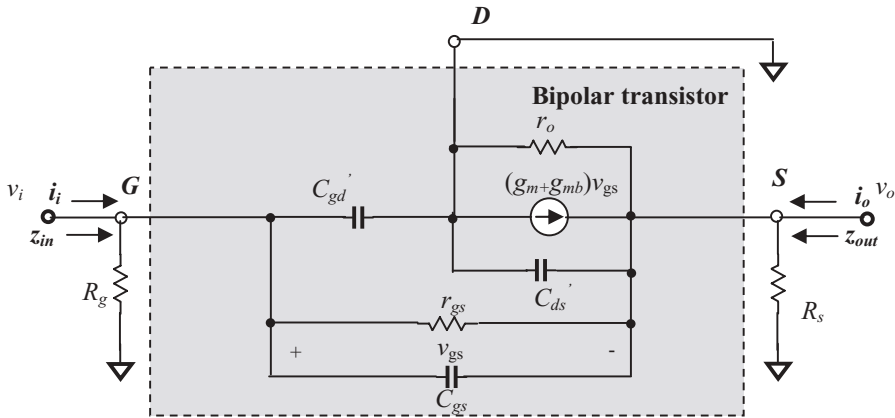 D
Bipolar transistor
r_o
v_i
i_i
G
C_gd'
(g_m+g_mb)v_gs
S
i_o
v_o
z_in
z_out
R_g
C_ds'
r_gs
R_s
+
v_gs
-
C_gs